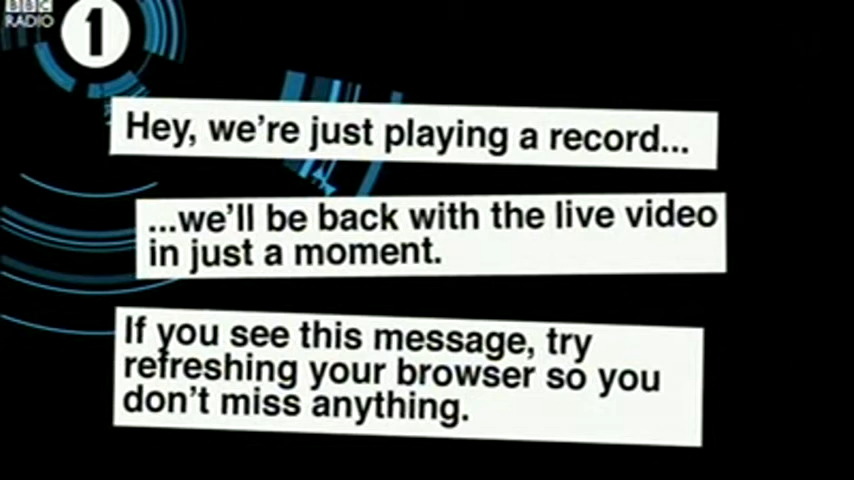 BBC
RADIO
1
Hey, we're just playing a record...
...we'll be back with the live video
in just a moment.
If you see this message, try
refreshing your browser so you
don't miss anything.